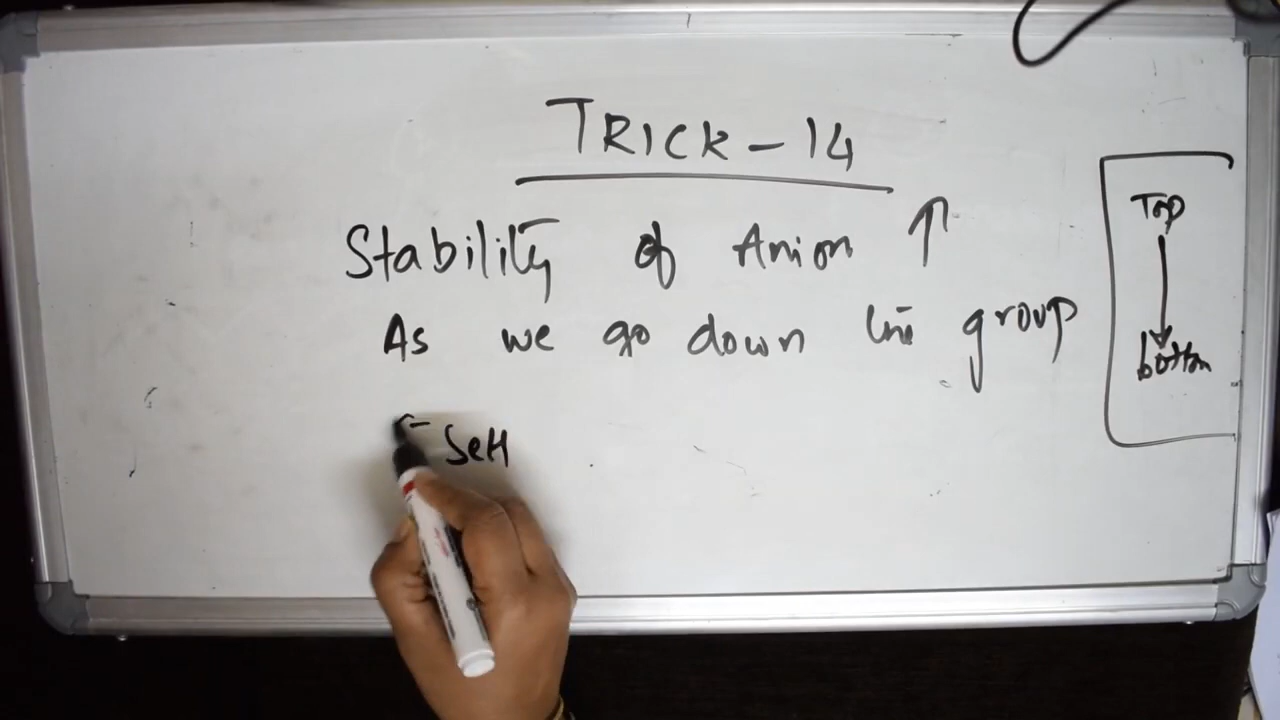 TRICK - 14
Stability of Anion ↑
As we go down the group
Top
↓
bottom
- SeH